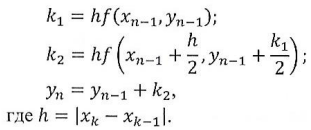 k₁ = hf(xₙ₋₁, yₙ₋₁);
k₂ = hf(xₙ₋₁ + h/2, yₙ₋₁ + k₁/2);
yₙ = yₙ₋₁ + k₂,
где h = |xₖ − xₖ₋₁|.